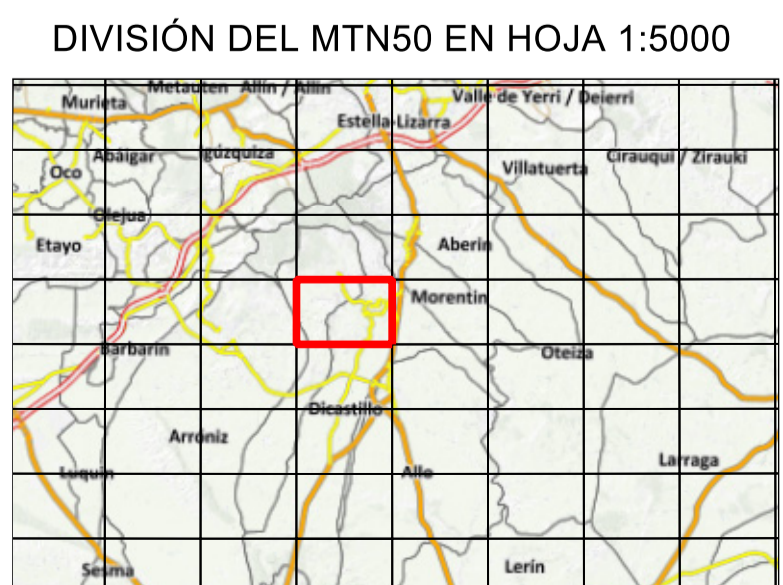 DIVISIÓN DEL MTN50 EN HOJA 1:5000
Metauten Allín / Allin
Murieta
Valle de Yerri / Deierri
Estella-Lizarra
Abáigar
Igúzquiza
Cirauqui / Zirauki
Oco
Villatuerta
Olejua
Etayo
Aberin
Morentin
Barbarin
Oteiza
Dicastillo
Arróniz
Larraga
Luquin
Allo
Sesma
Lerín